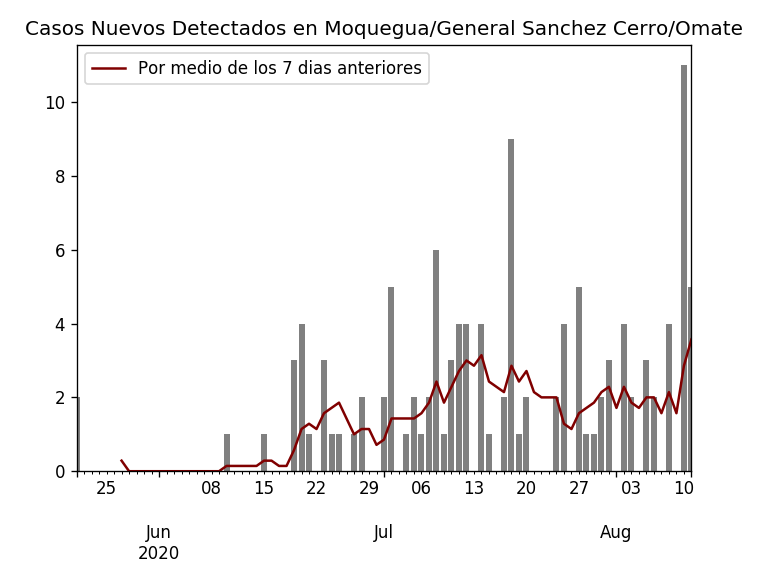 Casos Nuevos Detectados en Moquegua/General Sanchez Cerro/Omate
Por medio de los 7 dias anteriores
10
8
6
4
2
0
25 08 15 22 29 06 13 20 27 03 10
Jun Jul Aug
2020